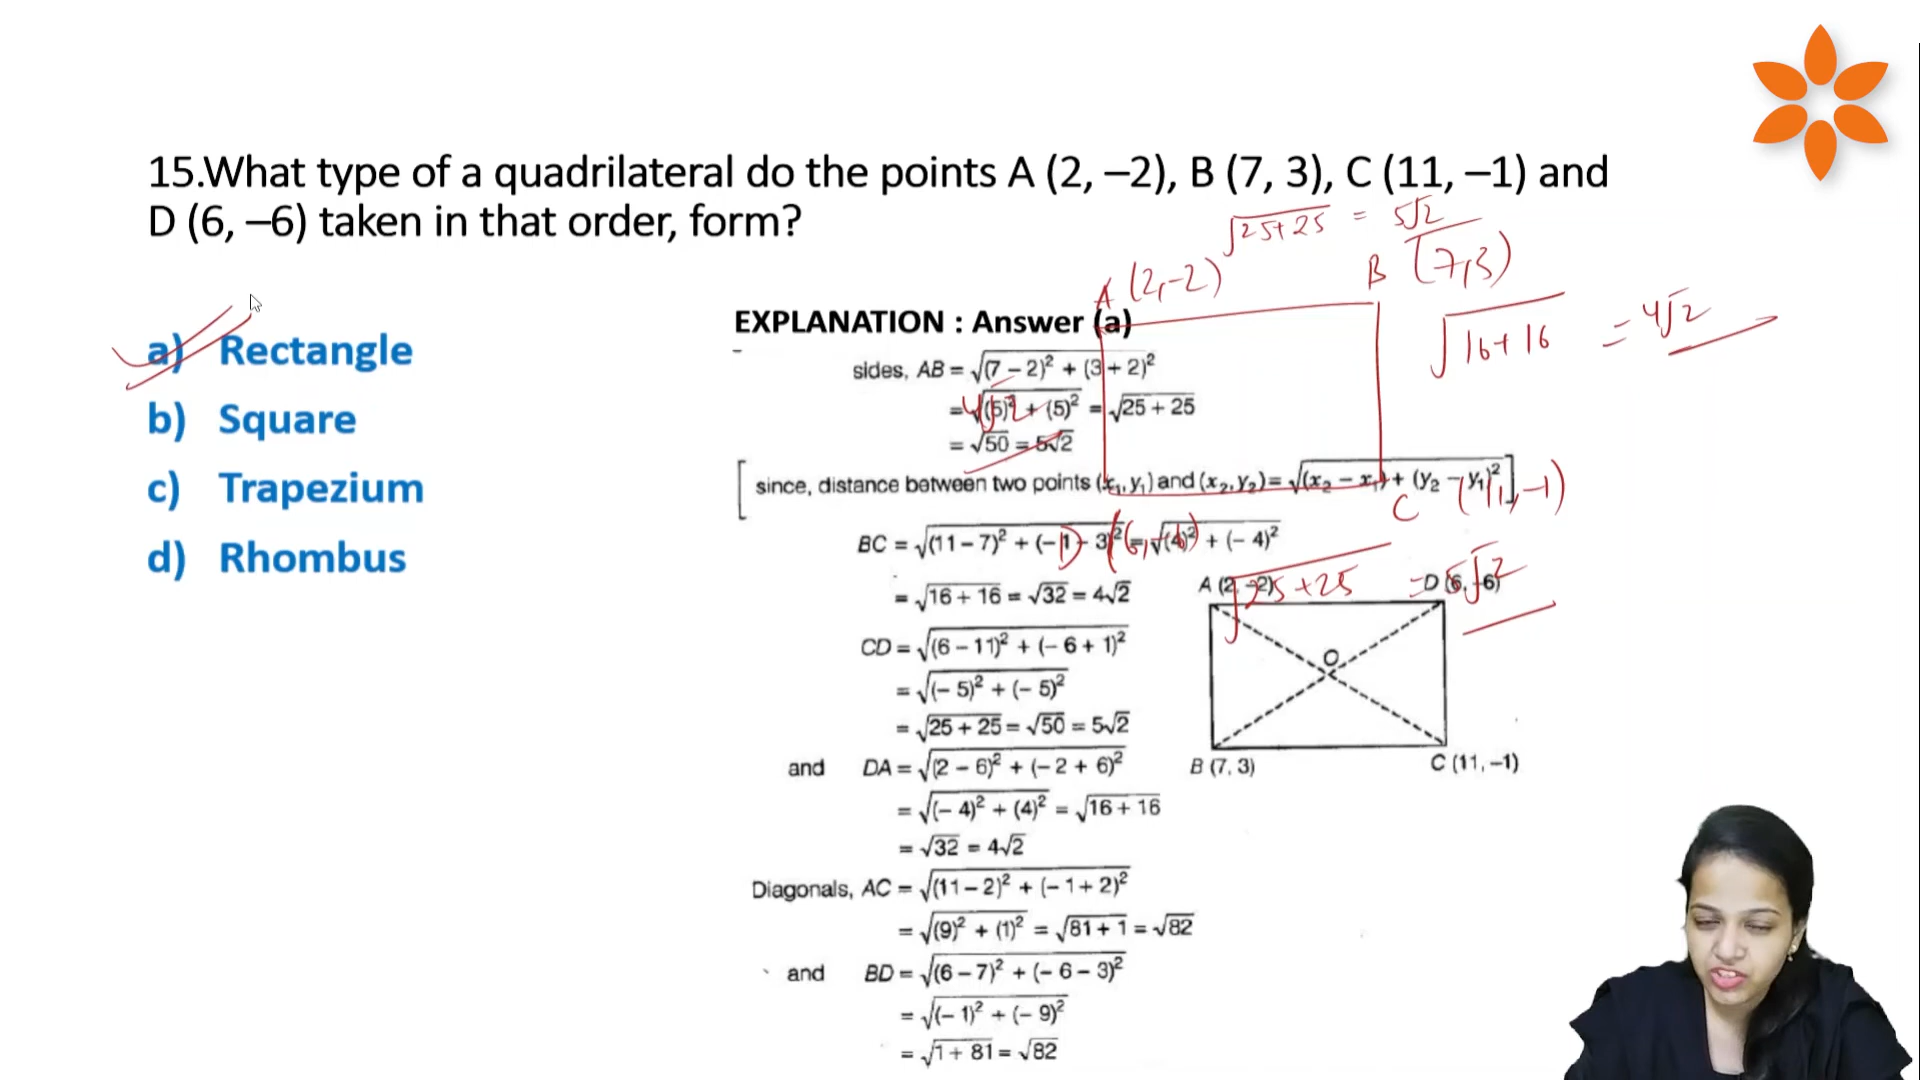 15.What type of a quadrilateral do the points A (2, –2), B (7, 3), C (11, –1) and
D (6, –6) taken in that order, form?
√25+25 = 5√2
A (2,-2)
B (7,3)
√16+16 = 4√2
a) Rectangle
b) Square
c) Trapezium
d) Rhombus
EXPLANATION : Answer (a)
sides, AB = √(7 – 2)² + (3 + 2)²
= √(5)² + (5)² = √25 + 25
4√2
= √50 = 5√2
[since, distance between two points (x₁, y₁) and (x₂, y₂) = √(x₂ – x₁) + (y₂ – y₁)²]
C (11,-1)
D (6,-6)
BC = √(11 – 7)² + (– 1 – 3)² = √(4)² + (– 4)²
= √16 + 16 = √32 = 4√2
√25+25 = 5√2
CD = √(6 – 11)² + (– 6 + 1)²
= √(– 5)² + (– 5)²
= √25 + 25 = √50 = 5√2
and DA = √(2 – 6)² + (– 2 + 6)²
= √(– 4)² + (4)² = √16 + 16
= √32 = 4√2
Diagonals, AC = √(11 – 2)² + (– 1 + 2)²
= √(9)² + (1)² = √81 + 1 = √82
and BD = √(6 – 7)² + (– 6 – 3)²
= √(– 1)² + (– 9)²
= √1 + 81 = √82
A (2, –2)
D (6, –6)
O
B (7, 3)
C (11, –1)